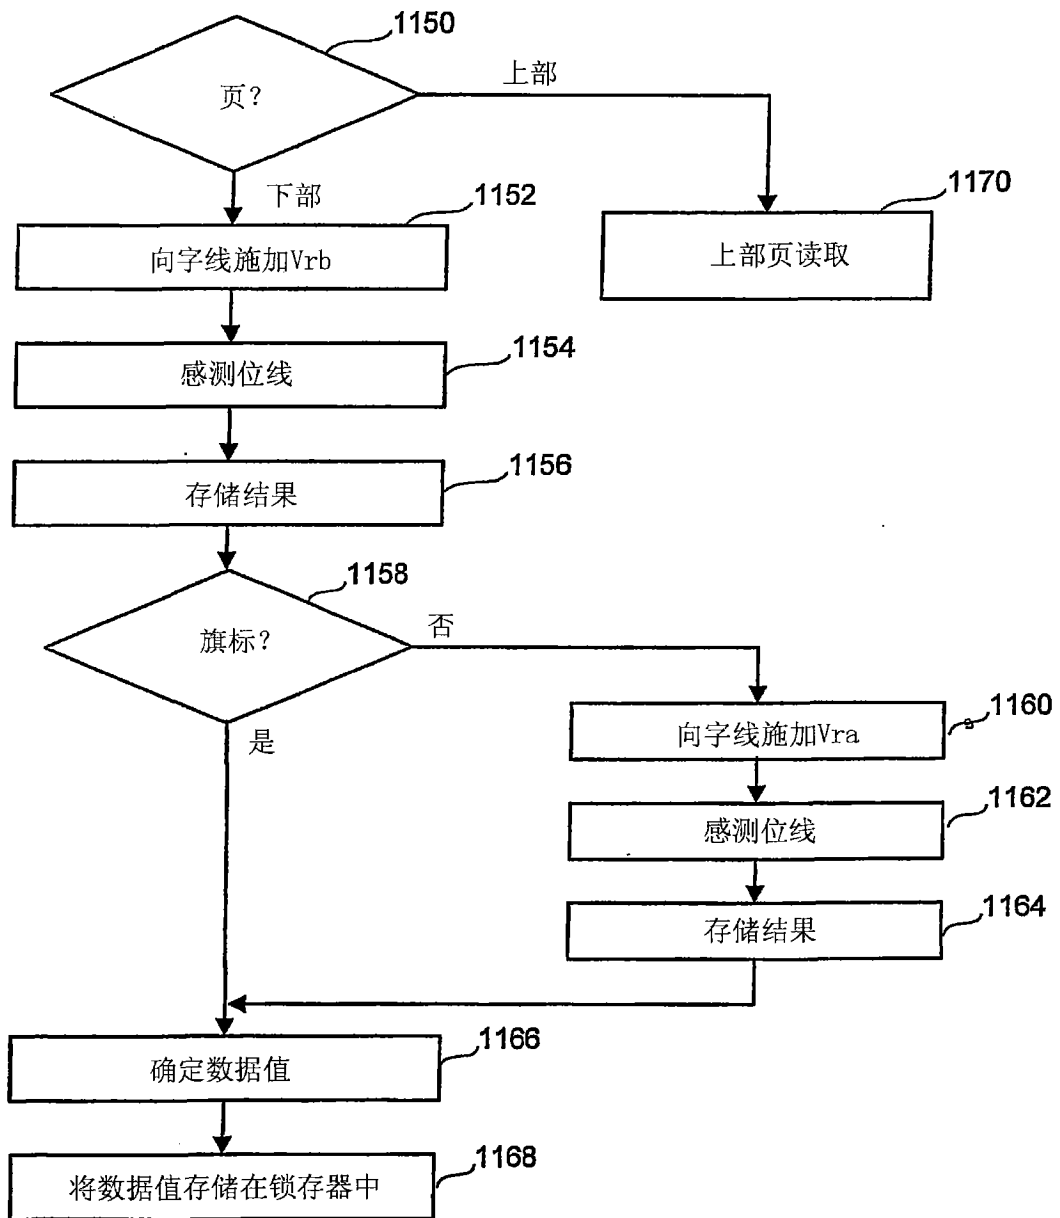 1150
页?
上部
下部
1152
1170
向字线施加Vrb
上部页读取
1154
感测位线
1156
存储结果
1158
旗标?
否
是
1160
向字线施加Vra
1162
感测位线
1164
存储结果
1166
确定数据值
1168
将数据值存储在锁存器中